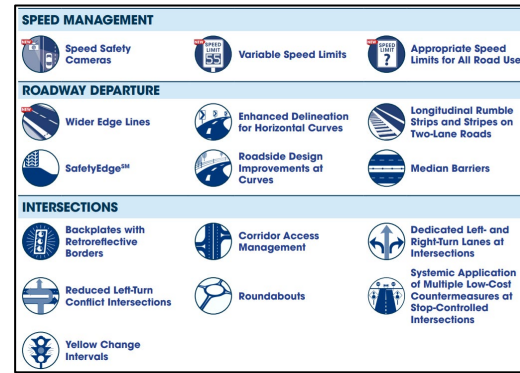 SPEED MANAGEMENT
NEW
Speed Safety
Cameras
NEW
SPEED
LIMIT
55
Variable Speed Limits
NEW
SPEED
LIMIT
?
Appropriate Speed
Limits for All Road Use
ROADWAY DEPARTURE
NEW
Wider Edge Lines
Enhanced Delineation
for Horizontal Curves
Longitudinal Rumble
Strips and Stripes on
Two-Lane Roads
SafetyEdge℠
Roadside Design
Improvements at
Curves
Median Barriers
INTERSECTIONS
Backplates with
Retroreflective
Borders
Corridor Access
Management
Dedicated Left- and
Right-Turn Lanes at
Intersections
Reduced Left-Turn
Conflict Intersections
Roundabouts
Systemic Application
of Multiple Low-Cost
Countermeasures at
Stop-Controlled
Intersections
Yellow Change
Intervals